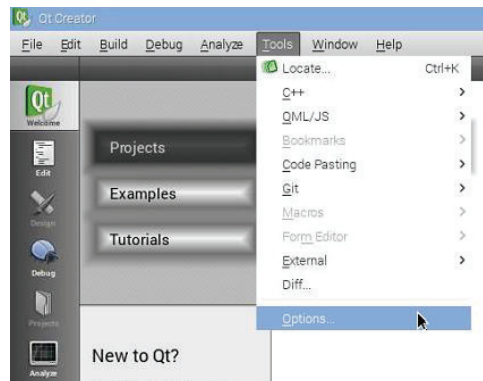 Qt Creator
File Edit Build Debug Analyze Tools Window Help
Locate... Ctrl+K
C++
QML/JS
Bookmarks
Code Pasting
Git
Macros
Form Editor
External
Diff...
Options...
Qt
Welcome
Edit
Design
Debug
Projects
Analyze
Projects
Examples
Tutorials
New to Qt?